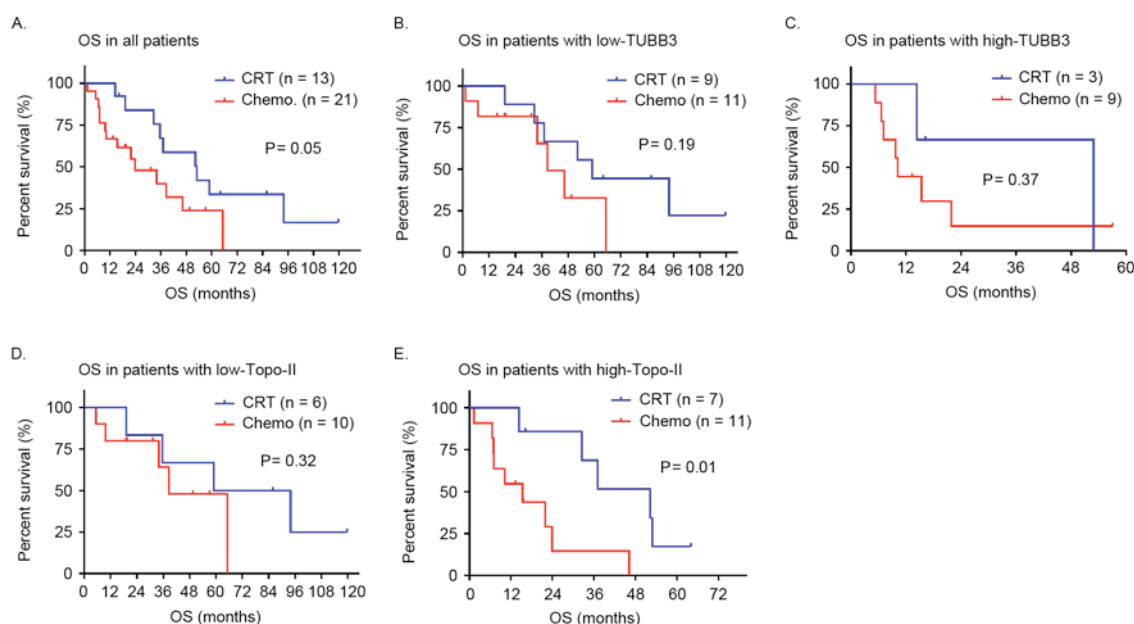 A.
OS in all patients
CRT (n = 13)
Chemo. (n = 21)
P= 0.05
Percent survival (%)
100
75
50
25
0
0 12 24 36 48 60 72 84 96 108 120
OS (months)
B.
OS in patients with low-TUBB3
CRT (n = 9)
Chemo (n = 11)
P = 0.19
Percent survival (%)
100
75
50
25
0
0 12 24 36 48 60 72 84 96 108 120
OS (months)
C.
OS in patients with high-TUBB3
CRT (n = 3)
Chemo (n = 9)
P= 0.37
Percent survival (%)
100
75
50
25
0
0 12 24 36 48 60
OS (months)
D.
OS in patients with low-Topo-II
CRT (n = 6)
Chemo (n = 10)
P= 0.32
Percent survival (%)
100
75
50
25
0
0 12 24 36 48 60 72 84 96 108 120
OS (months)
E.
OS in patients with high-Topo-II
CRT (n = 7)
Chemo (n = 11)
P = 0.01
Percent survival (%)
100
75
50
25
0
0 12 24 36 48 60 72
OS (months)